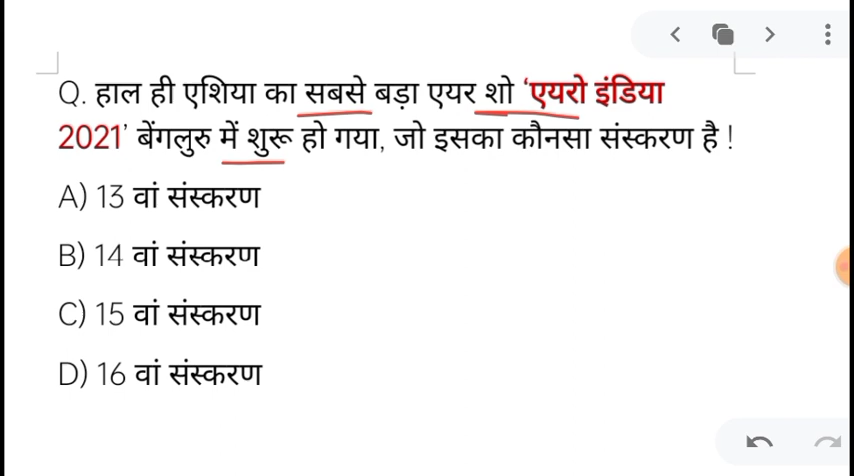 Q. हाल ही एशिया का सबसे बड़ा एयर शो ‘एयरो इंडिया
2021’ बेंगलुरु में शुरू हो गया, जो इसका कौनसा संस्करण है !
A) 13 वां संस्करण
B) 14 वां संस्करण
C) 15 वां संस्करण
D) 16 वां संस्करण